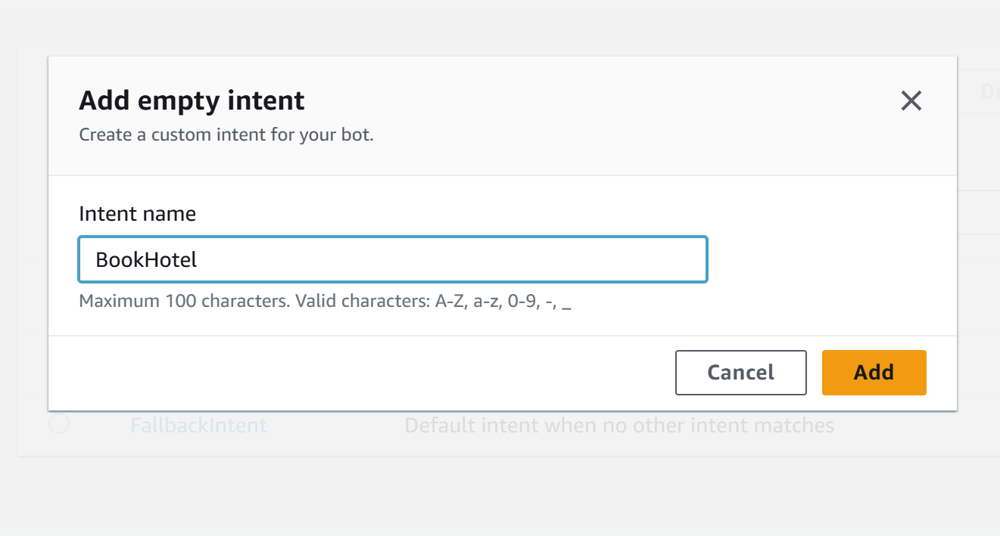 Add empty intent
Create a custom intent for your bot.
Intent name
BookHotel
Maximum 100 characters. Valid characters: A-Z, a-z, 0-9, -, _
Cancel
Add
FallbackIntent
Default intent when no other intent matches